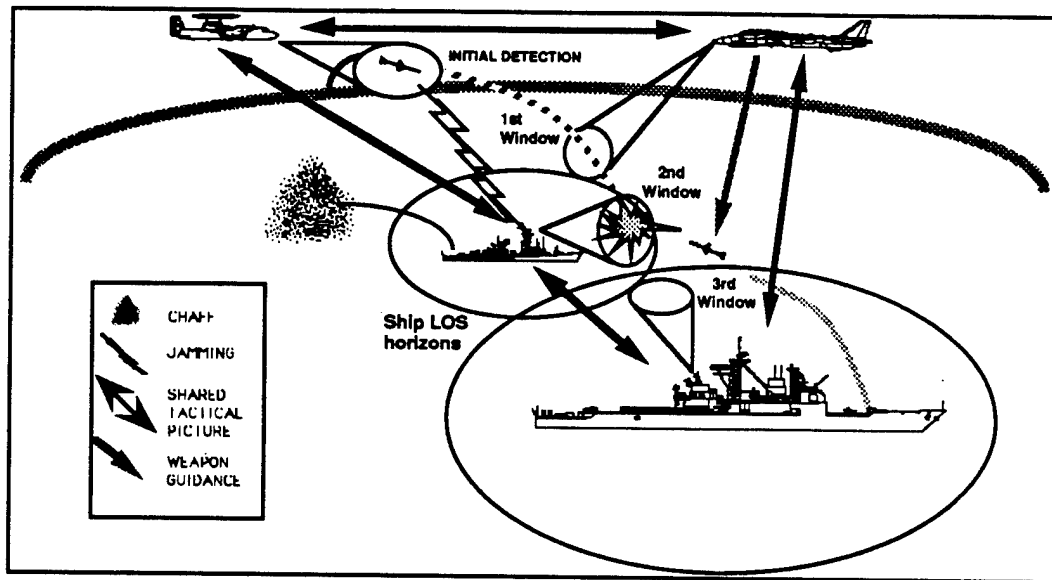 INITIAL DETECTION
1st
Window
2nd
Window
3rd
Window
Ship LOS
horizons
CHAFF
JAMMING
SHARED
TACTICAL
PICTURE
WEAPON
GUIDANCE